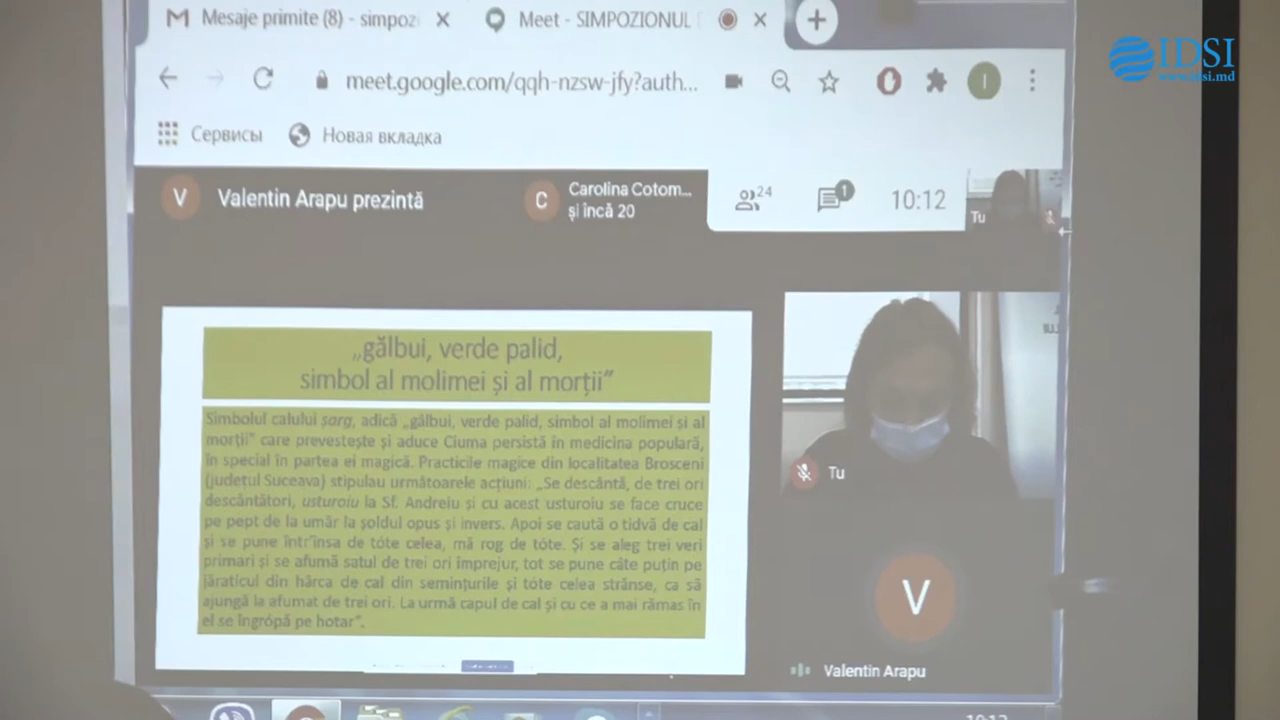 Mesaje primite (8) - simpoz
Meet - SIMPOZIONUL
IDSI
www.idsi.md
meet.google.com/qqh-nzsw-jfy?auth...
I
Сервисы
Новая вкладка
V
Valentin Arapu prezintă
C
Carolina Cotom...
și încă 20
24
1
10:12
Tu
„gălbui, verde palid,
simbol al molimei și al morții”
Simbolul calului șarg, adică „gălbui, verde palid, simbol al molimei și al
morții” care prevestește și aduce Ciuma persistă în medicina populară,
în special în partea ei magică. Practicile magice din localitatea Brosceni
(județul Suceava) stipulau următoarele acțiuni: „Se descântă, de trei ori
descântători, usturoiu la Sf. Andreiu și cu acest usturoiu se face cruce
pe pept de la umăr la șoldul opus și invers. Apoi se caută o tidvă de cal
și se pune într'însa de tóte celea, mă rog de tóte. Și se aleg trei veri
primari și se afumă satul de trei ori împrejur, tot se pune câte puțin pe
jăraticul din hârca de cal din semințurile și tóte celea strânse, ca să
ajungă la afumat de trei ori. La urmă capul de cal și cu ce a mai rămas în
el se îngrópă pe hotar”.
Tu
V
Valentin Arapu
10:12